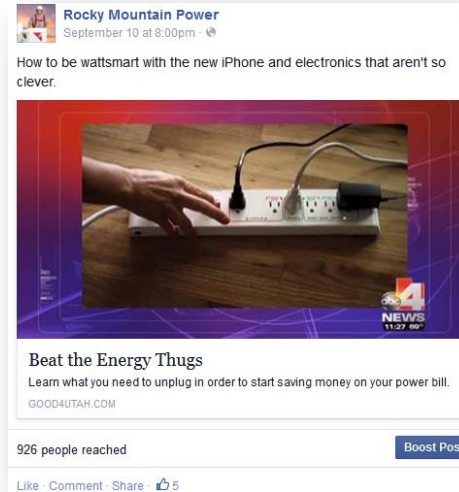 Rocky Mountain Power
September 10 at 8:00pm ·
How to be wattsmart with the new iPhone and electronics that aren't so
clever.
abc 4
NEWS
11:27 69°
Beat the Energy Thugs
Learn what you need to unplug in order to start saving money on your power bill.
GOOD4UTAH.COM
926 people reached
Boost Pos
Like · Comment · Share · 5